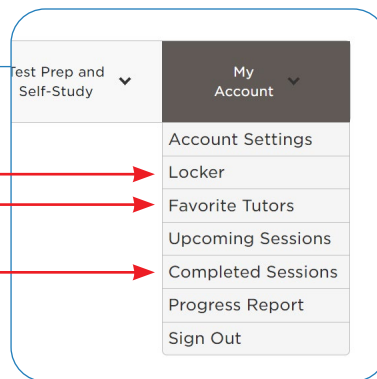 Test Prep and
Self-Study
My
Account
Account Settings
Locker
Favorite Tutors
Upcoming Sessions
Completed Sessions
Progress Report
Sign Out